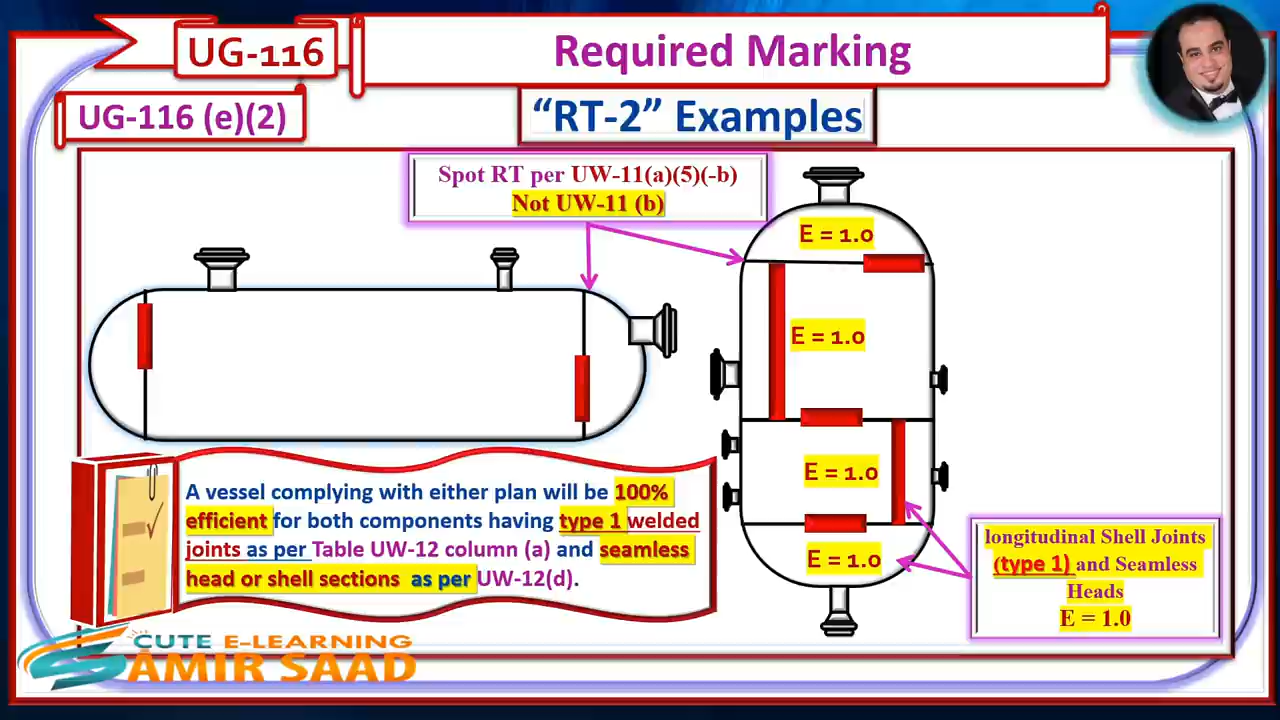 UG-116
Required Marking
UG-116 (e)(2)
“RT-2” Examples
Spot RT per UW-11(a)(5)(-b)
Not UW-11 (b)
E = 1.0
E = 1.0
E = 1.0
E = 1.0
A vessel complying with either plan will be 100%
efficient for both components having type 1 welded
joints as per Table UW-12 column (a) and seamless
head or shell sections as per UW-12(d).
longitudinal Shell Joints
(type 1) and Seamless
Heads
E = 1.0
CUTE E-LEARNING
AMIR SAAD